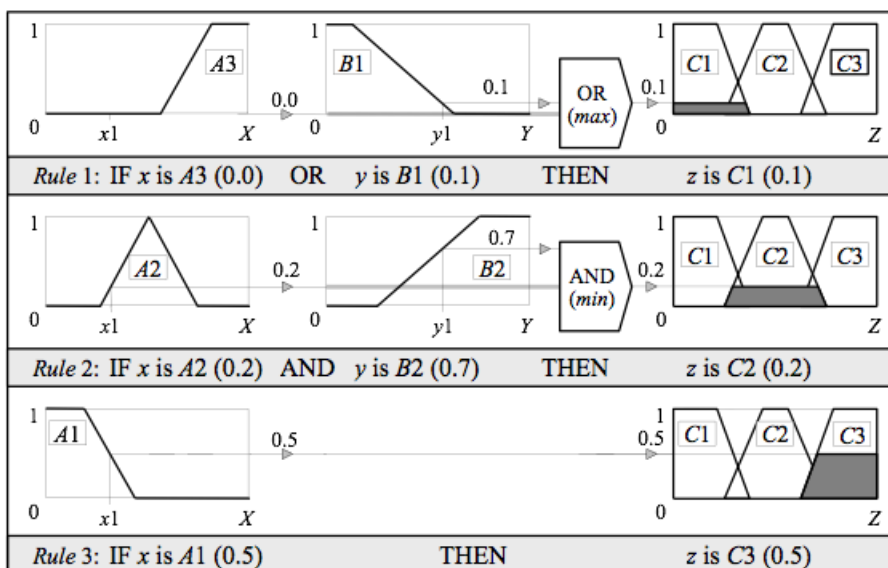 1 A3 0.0 1 B1 0.1 OR (max) 0.1 1 C1 C2 C3
0 x1 X 0 y1 Y 0 Z
Rule 1: IF x is A3 (0.0) OR y is B1 (0.1) THEN z is C1 (0.1)
1 A2 0.2 1 0.7 B2 AND (min) 0.2 1 C1 C2 C3
0 x1 X 0 y1 Y 0 Z
Rule 2: IF x is A2 (0.2) AND y is B2 (0.7) THEN z is C2 (0.2)
1 A1 0.5 1 0.5 C1 C2 C3
0 x1 X 0 Z
Rule 3: IF x is A1 (0.5) THEN z is C3 (0.5)